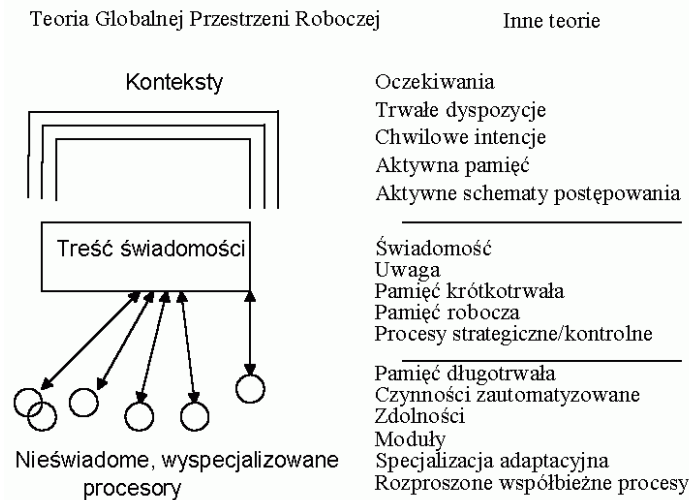 Teoria Globalnej Przestrzeni Roboczej
Inne teorie
Konteksty
Oczekiwania
Trwałe dyspozycje
Chwilowe intencje
Aktywna pamięć
Aktywne schematy postępowania
Treść świadomości
Świadomość
Uwaga
Pamięć krótkotrwała
Pamięć robocza
Procesy strategiczne/kontrolne
Pamięć długotrwała
Czynności zautomatyzowane
Zdolności
Moduły
Specjalizacja adaptacyjna
Rozproszone współbieżne procesy
Nieświadome, wyspecjalizowane
procesory